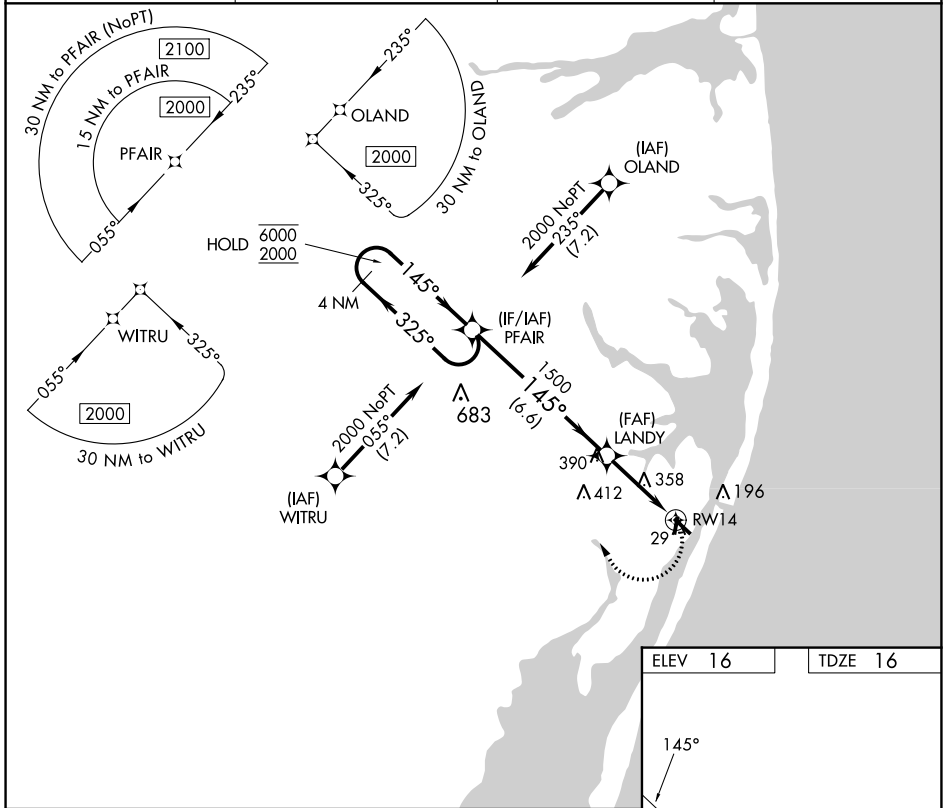 30 NM to PFAIR (NoPT)
2100
15 NM to PFAIR
2000
235°
PFAIR
055°
235°
OLAND
2000
325°
30 NM to OLAND
(IAF)
OLAND
2000 NoPT
235°
(7.2)
HOLD
6000
2000
4 NM
145°
325°
(IF/IAF)
PFAIR
WITRU
055°
325°
2000
30 NM to WITRU
683
1500
145°
(6.6)
2000 NoPT
055°
(7.2)
(IAF)
WITRU
(FAF)
LANDY
390
412
358
196
RW14
29
ELEV 16
TDZE 16
145°